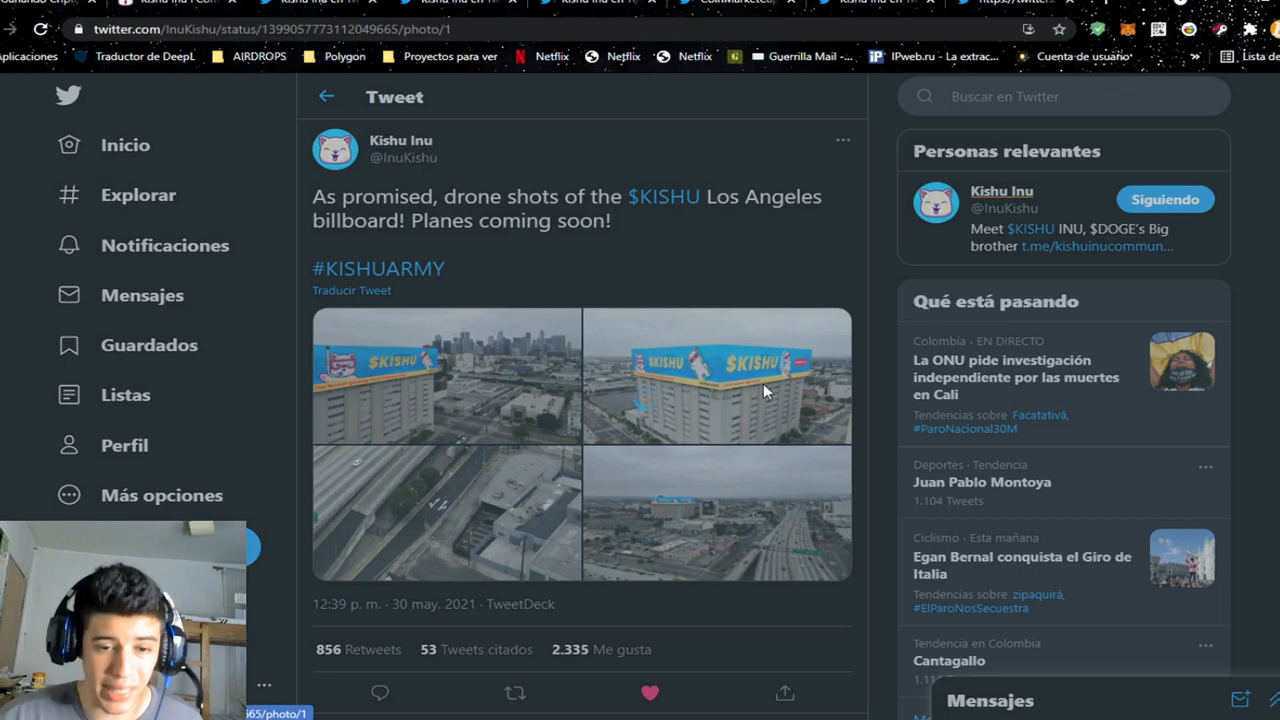 twitter.com/InuKishu/status/1399057773112049665/photo/1
Traductor de DeepL
AIRDROPS
Polygon
Proyectos para ver
Netflix
Netflix
Netflix
Guerrilla Mail -...
IPweb.ru - La extrac...
Cuenta de usuario
Lista de
Inicio
Explorar
Notificaciones
Mensajes
Guardados
Listas
Perfil
Más opciones
Tweet
Kishu Inu
@InuKishu
As promised, drone shots of the $KISHU Los Angeles
billboard! Planes coming soon!
#KISHUARMY
Traducir Tweet
$KISHU
$KISHU
$KISHU
12:39 p. m. · 30 may. 2021 · TweetDeck
856 Retweets 53 Tweets citados 2.335 Me gusta
Buscar en Twitter
Personas relevantes
Kishu Inu
@InuKishu
Siguiendo
Meet $KISHU INU, $DOGE's Big
brother t.me/kishuinucommun...
Qué está pasando
Colombia · EN DIRECTO
La ONU pide investigación
independiente por las muertes
en Cali
Tendencias sobre Facatativá,
#ParoNacional30M
Deportes · Tendencia
Juan Pablo Montoya
1.104 Tweets
Ciclismo · Esta mañana
Egan Bernal conquista el Giro de
Italia
Tendencias sobre zipaquirá,
#ElParoNosSecuestra
Tendencia en Colombia
Cantagallo
Mensajes
665/photo/1